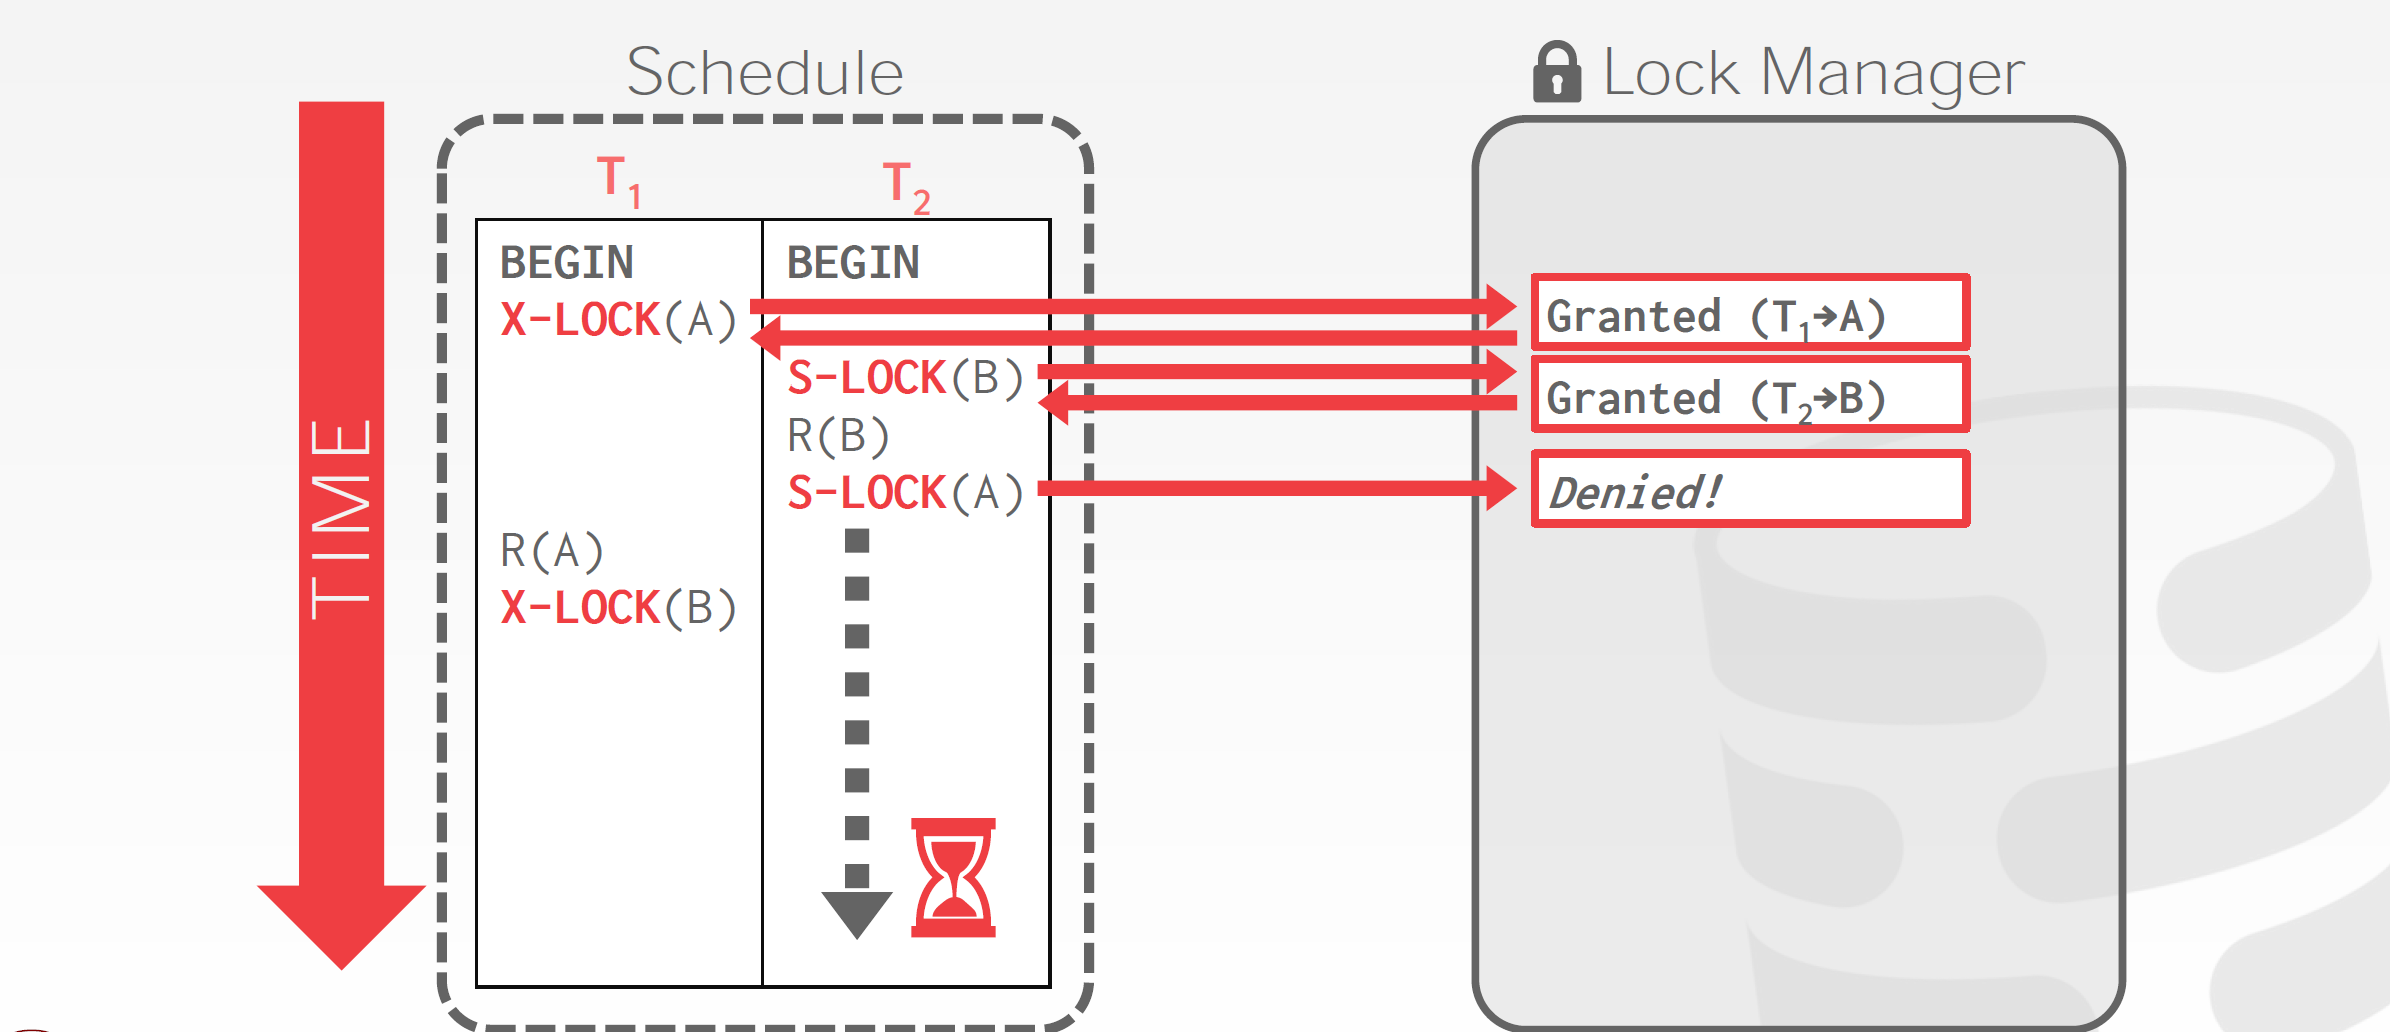 Schedule
Lock Manager
TIME
T1
T2
BEGIN
BEGIN
X-LOCK(A)
Granted (T1→A)
S-LOCK(B)
Granted (T2→B)
R(B)
S-LOCK(A)
Denied!
R(A)
X-LOCK(B)